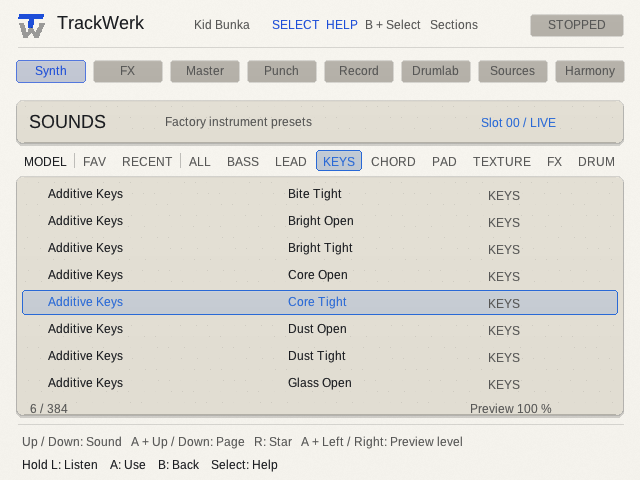 TW TrackWerk Kid Bunka SELECT HELP B + Select Sections STOPPED
Synth FX Master Punch Record Drumlab Sources Harmony
SOUNDS Factory instrument presets Slot 00 / LIVE
MODEL FAV RECENT ALL BASS LEAD KEYS CHORD PAD TEXTURE FX DRUM
Additive Keys Bite Tight KEYS
Additive Keys Bright Open KEYS
Additive Keys Bright Tight KEYS
Additive Keys Core Open KEYS
Additive Keys Core Tight KEYS
Additive Keys Dust Open KEYS
Additive Keys Dust Tight KEYS
Additive Keys Glass Open KEYS
6 / 384 Preview 100 %
Up / Down: Sound A + Up / Down: Page R: Star A + Left / Right: Preview level
Hold L: Listen A: Use B: Back Select: Help